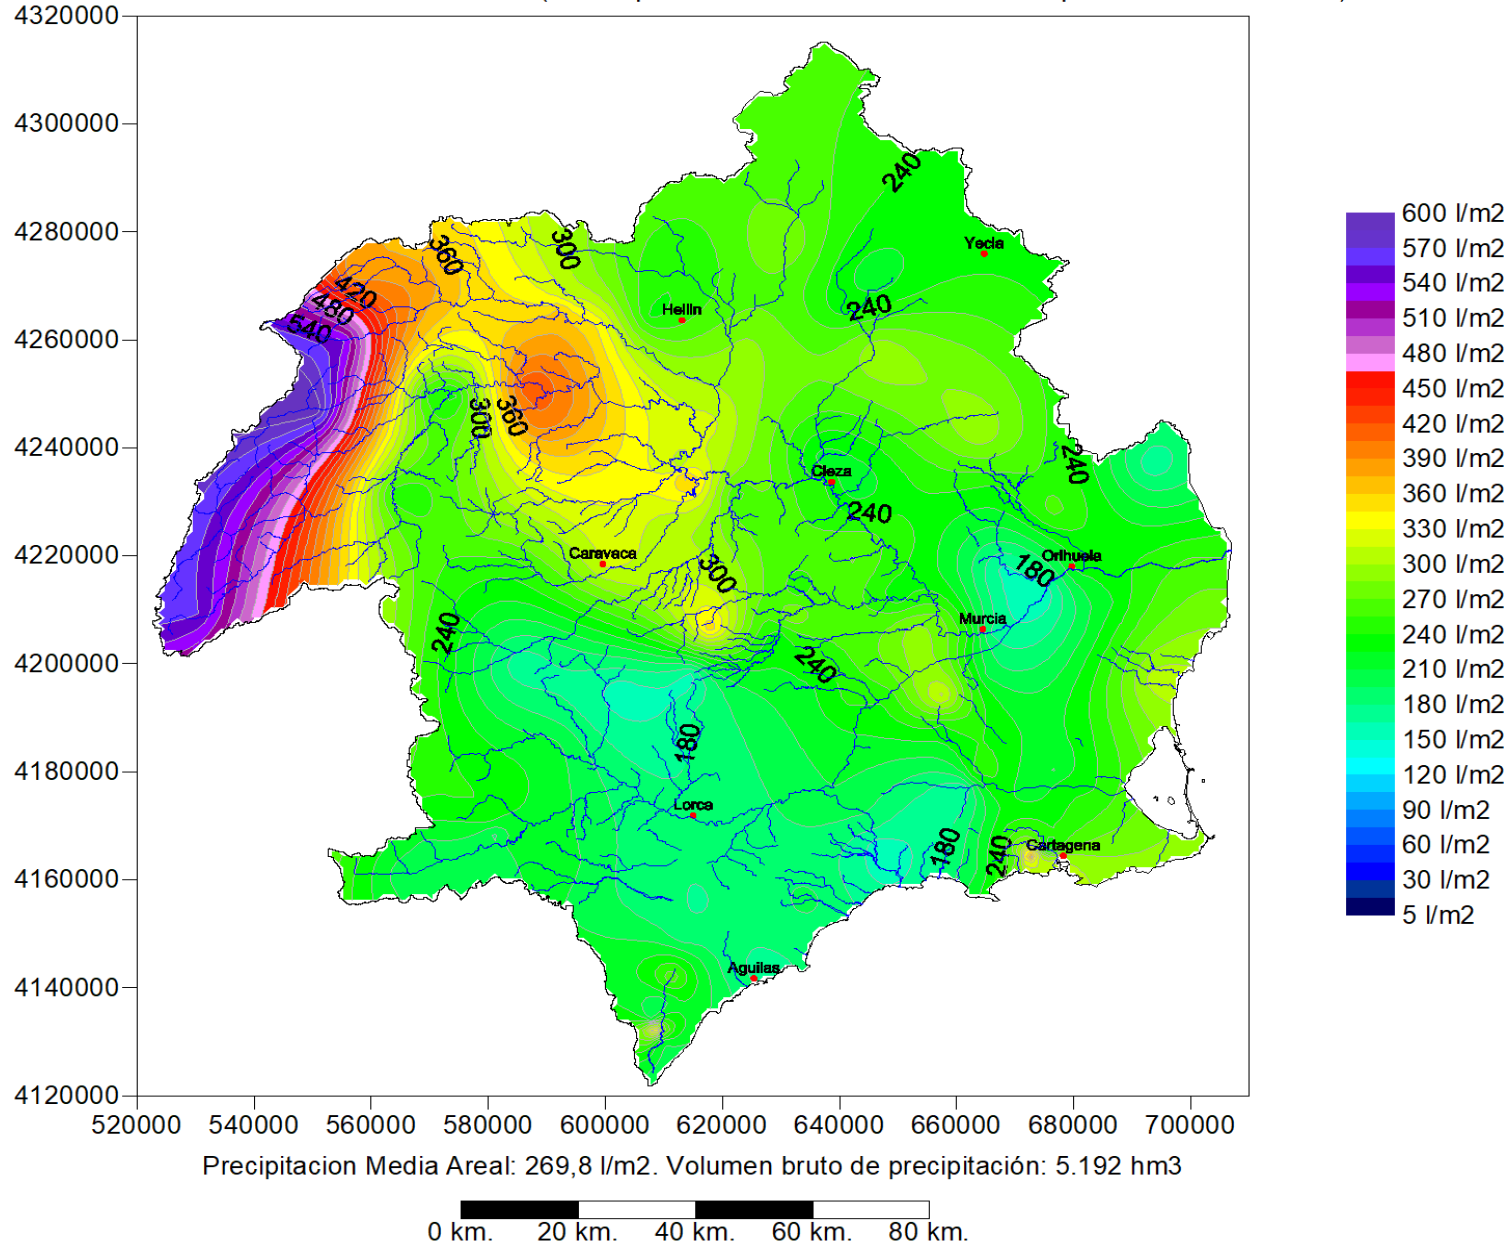 4320000
4300000
4280000
4260000
4240000
4220000
4200000
4180000
4160000
4140000
4120000
520000 540000 560000 580000 600000 620000 640000 660000 680000 700000
240
Yecla
300
360
420
480
540
Hellin
240
300
360
240
Cieza
240
Caravaca
300
Orihuela
180
Murcia
240
240
180
Lorca
180
240
Cartagena
Aguilas
600 l/m2
570 l/m2
540 l/m2
510 l/m2
480 l/m2
450 l/m2
420 l/m2
390 l/m2
360 l/m2
330 l/m2
300 l/m2
270 l/m2
240 l/m2
210 l/m2
180 l/m2
150 l/m2
120 l/m2
90 l/m2
60 l/m2
30 l/m2
5 l/m2
Precipitacion Media Areal: 269,8 l/m2. Volumen bruto de precipitación: 5.192 hm3
0 km. 20 km. 40 km. 60 km. 80 km.